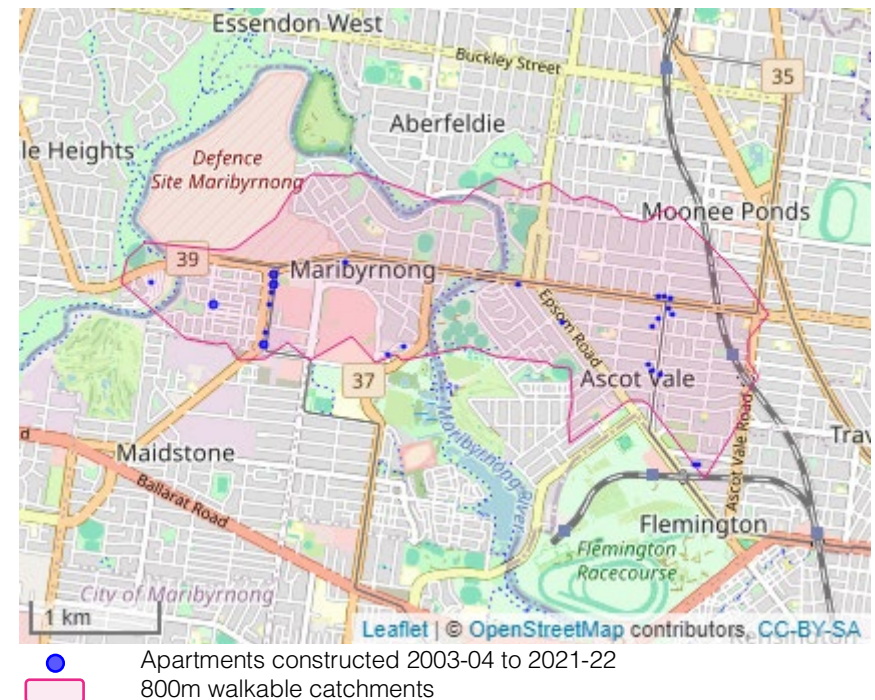 Essendon West
Buckley Street
35
Aberfeldie
le Heights
Defence
Site Maribyrnong
Moonee Ponds
39
Maribyrnong
Epsom Road
37
Ascot Vale
Maribyrnong River
Ascot Vale Road
Trav
d
Maidstone
Ballarat Road
Flemington
Flemington
Racecourse
City of Maribyrnong
1 km
Leaflet | © OpenStreetMap contributors, CC-BY-SA
Kensington
Apartments constructed 2003-04 to 2021-22
800m walkable catchments